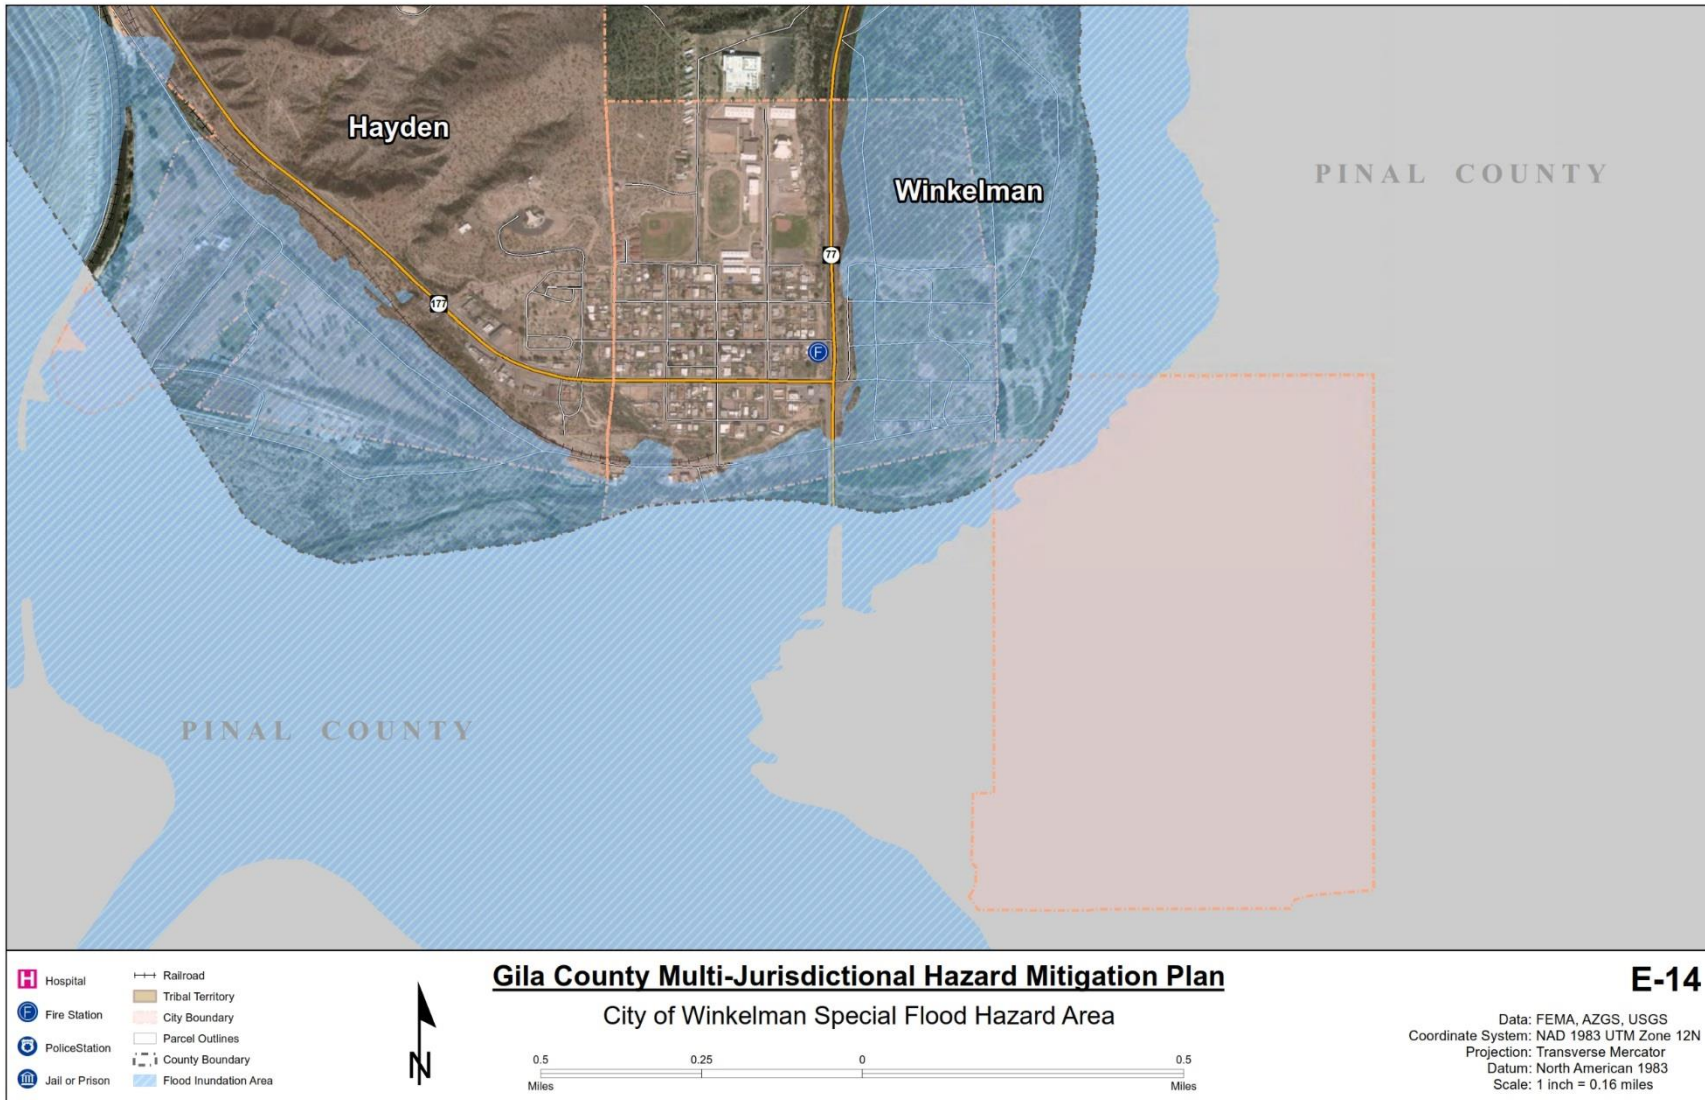 Hayden
Winkelman
PINAL COUNTY
77
177
F
PINAL COUNTY
H Hospital
F Fire Station
PoliceStation
Jail or Prison
Railroad
Tribal Territory
City Boundary
Parcel Outlines
County Boundary
Flood Inundation Area
N
Gila County Multi-Jurisdictional Hazard Mitigation Plan
City of Winkelman Special Flood Hazard Area
0.5 0.25 0 0.5
Miles Miles
E-14
Data: FEMA, AZGS, USGS
Coordinate System: NAD 1983 UTM Zone 12N
Projection: Transverse Mercator
Datum: North American 1983
Scale: 1 inch = 0.16 miles